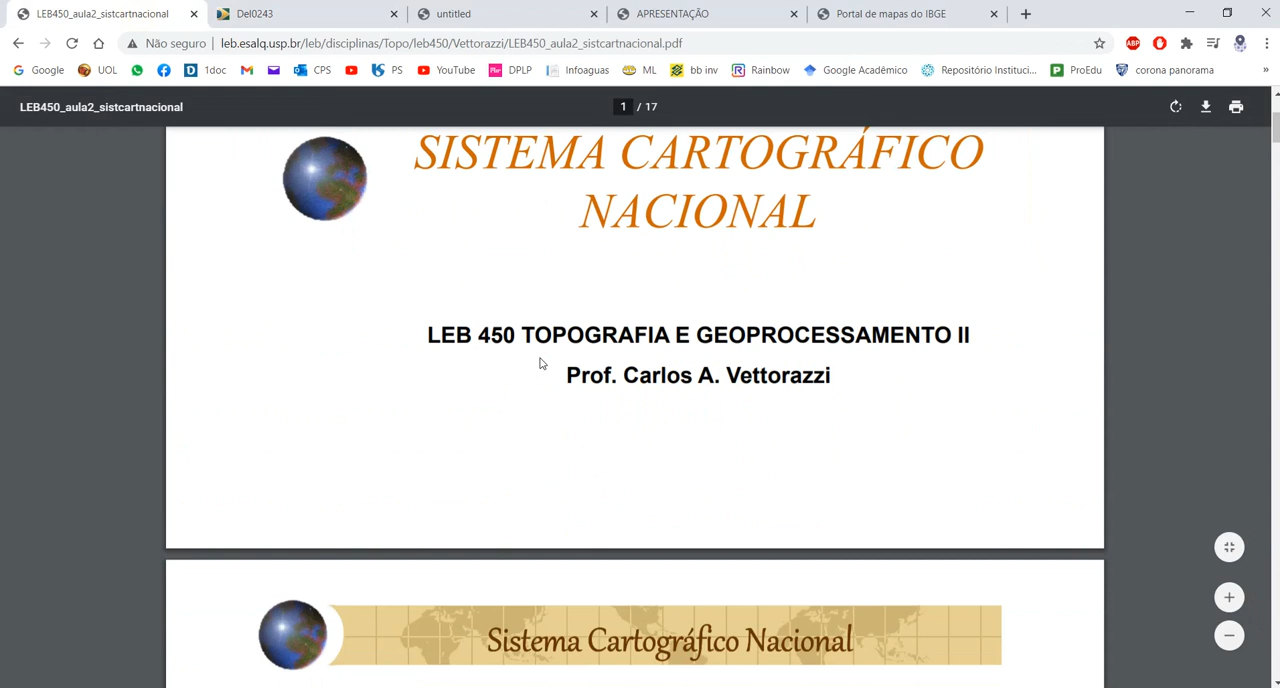 LEB450_aula2_sistcartnacional
Del0243
untitled
APRESENTAÇÃO
Portal de mapas do IBGE
Não seguro | leb.esalq.usp.br/leb/disciplinas/Topo/leb450/Vettorazzi/LEB450_aula2_sistcartnacional.pdf
ABP
Google UOL 1doc CPS PS YouTube DPLP Infoaguas ML bb inv Rainbow Google Acadêmico Repositório Instituci... ProEdu corona panorama »
LEB450_aula2_sistcartnacional
1 / 17
SISTEMA CARTOGRÁFICO
NACIONAL
LEB 450 TOPOGRAFIA E GEOPROCESSAMENTO II
Prof. Carlos A. Vettorazzi
Sistema Cartográfico Nacional